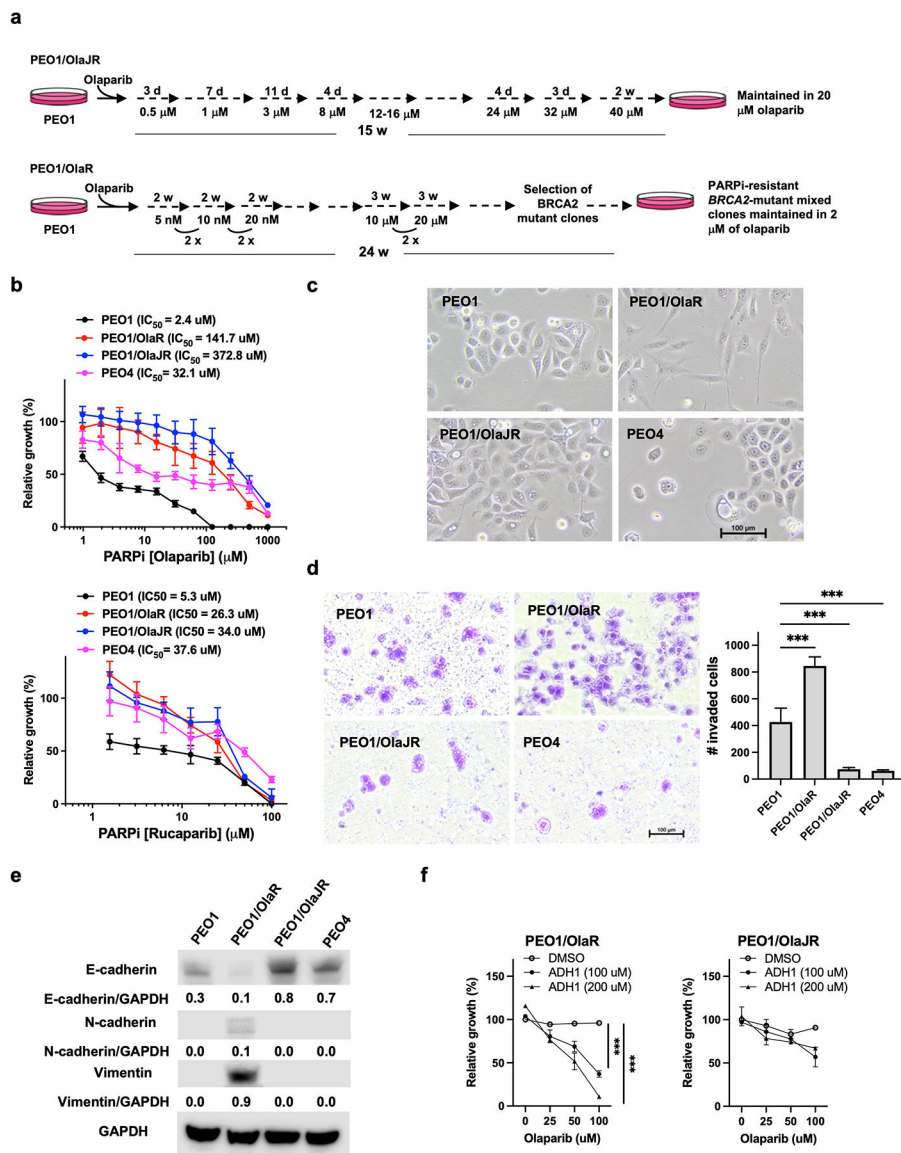 a
PEO1/OlaJR
Olaparib
PEO1
3 d 7 d 11 d 4 d 4 d 3 d 2 w
0.5 μM 1 μM 3 μM 8 μM 12-16 μM 24 μM 32 μM 40 μM
15 w
Maintained in 20
μM olaparib
PEO1/OlaR
Olaparib
PEO1
2 w 2 w 2 w 3 w 3 w
5 nM 10 nM 20 nM 10 μM 20 μM
2 x 2 x 2 x
24 w
Selection of
BRCA2
mutant clones
PARPi-resistant
BRCA2-mutant mixed
clones maintained in 2
μM of olaparib
b
PEO1 (IC50 = 2.4 uM)
PEO1/OlaR (IC50 = 141.7 uM)
PEO1/OlaJR (IC50 = 372.8 uM)
PEO4 (IC50= 32.1 uM)
Relative growth (%)
100
50
0
1 10 100 1000
PARPi [Olaparib] (μM)
PEO1 (IC50 = 5.3 uM)
PEO1/OlaR (IC50 = 26.3 uM)
PEO1/OlaJR (IC50 = 34.0 uM)
PEO4 (IC50= 37.6 uM)
Relative growth (%)
100
50
0
1 10 100
PARPi [Rucaparib] (μM)
c
PEO1
PEO1/OlaR
PEO1/OlaJR
PEO4
100 μm
d
PEO1
PEO1/OlaR
PEO1/OlaJR
PEO4
100 μm
***
***
***
# invaded cells
1000
800
600
400
200
0
PEO1
PEO1/OlaR
PEO1/OlaJR
PEO4
e
PEO1
PEO1/OlaR
PEO1/OlaJR
PEO4
E-cadherin
E-cadherin/GAPDH 0.3 0.1 0.8 0.7
N-cadherin
N-cadherin/GAPDH 0.0 0.1 0.0 0.0
Vimentin
Vimentin/GAPDH 0.0 0.9 0.0 0.0
GAPDH
f
PEO1/OlaR
DMSO
ADH1 (100 uM)
ADH1 (200 uM)
Relative growth (%)
150
100
50
0
***
***
0 25 50 100
Olaparib (uM)
PEO1/OlaJR
DMSO
ADH1 (100 uM)
ADH1 (200 uM)
Relative growth (%)
150
100
50
0
0 25 50 100
Olaparib (uM)